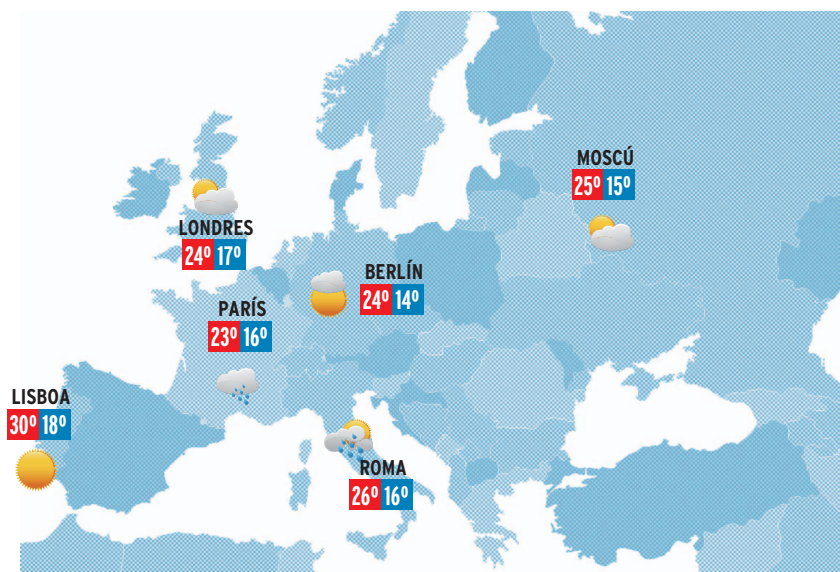 MOSCÚ
25º 15º
LONDRES
24º 17º
BERLÍN
24º 14º
PARÍS
23º 16º
LISBOA
30º 18º
ROMA
26º 16º